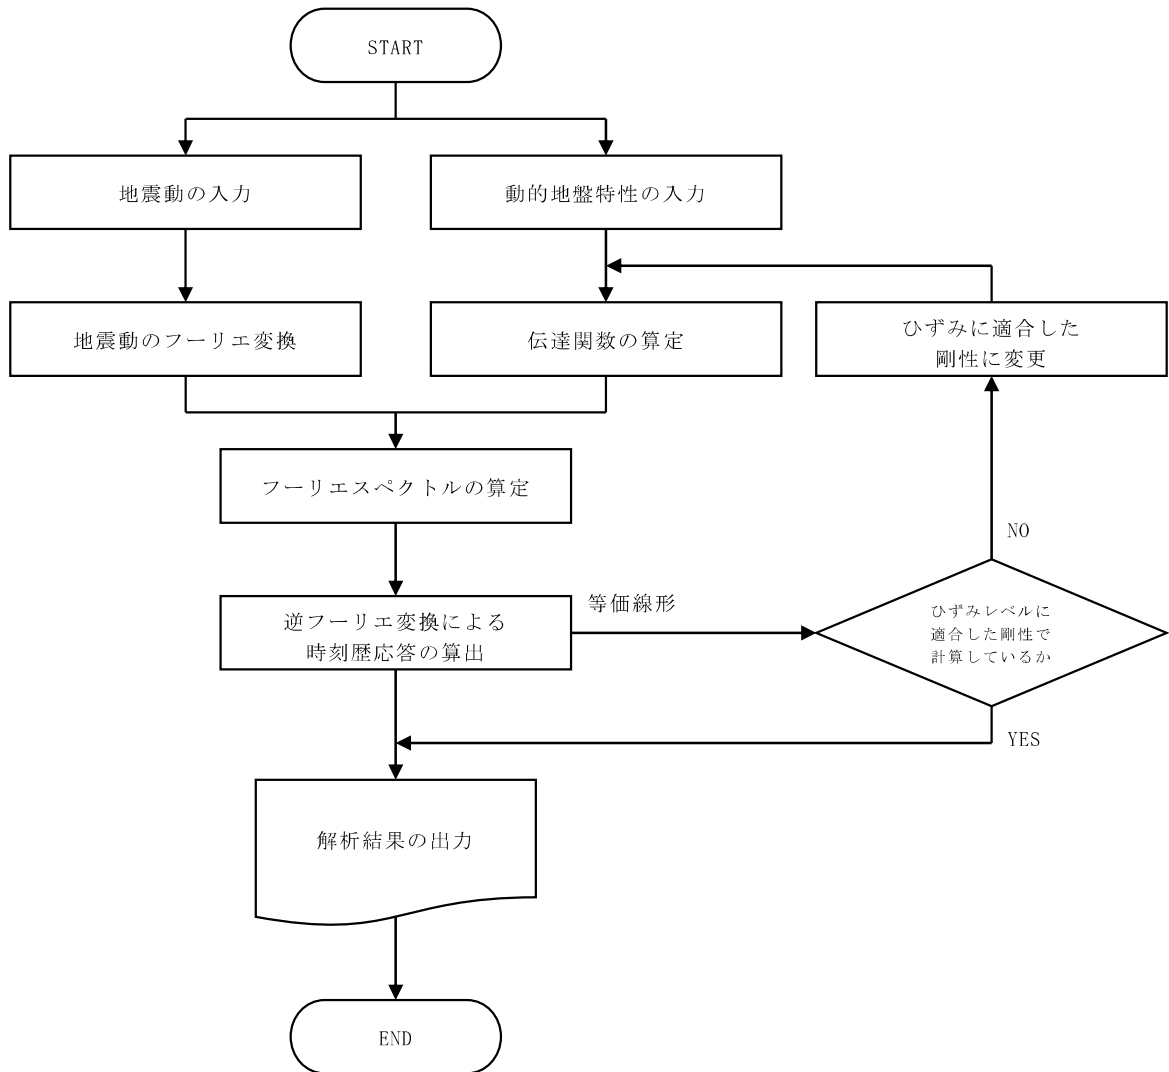 START
地震動の入力
動的地盤特性の入力
地震動のフーリエ変換
伝達関数の算定
ひずみに適合した
剛性に変更
フーリエスペクトルの算定
NO
逆フーリエ変換による
時刻歴応答の算出
等価線形
ひずみレベルに
適合した剛性で
計算しているか
YES
解析結果の出力
END